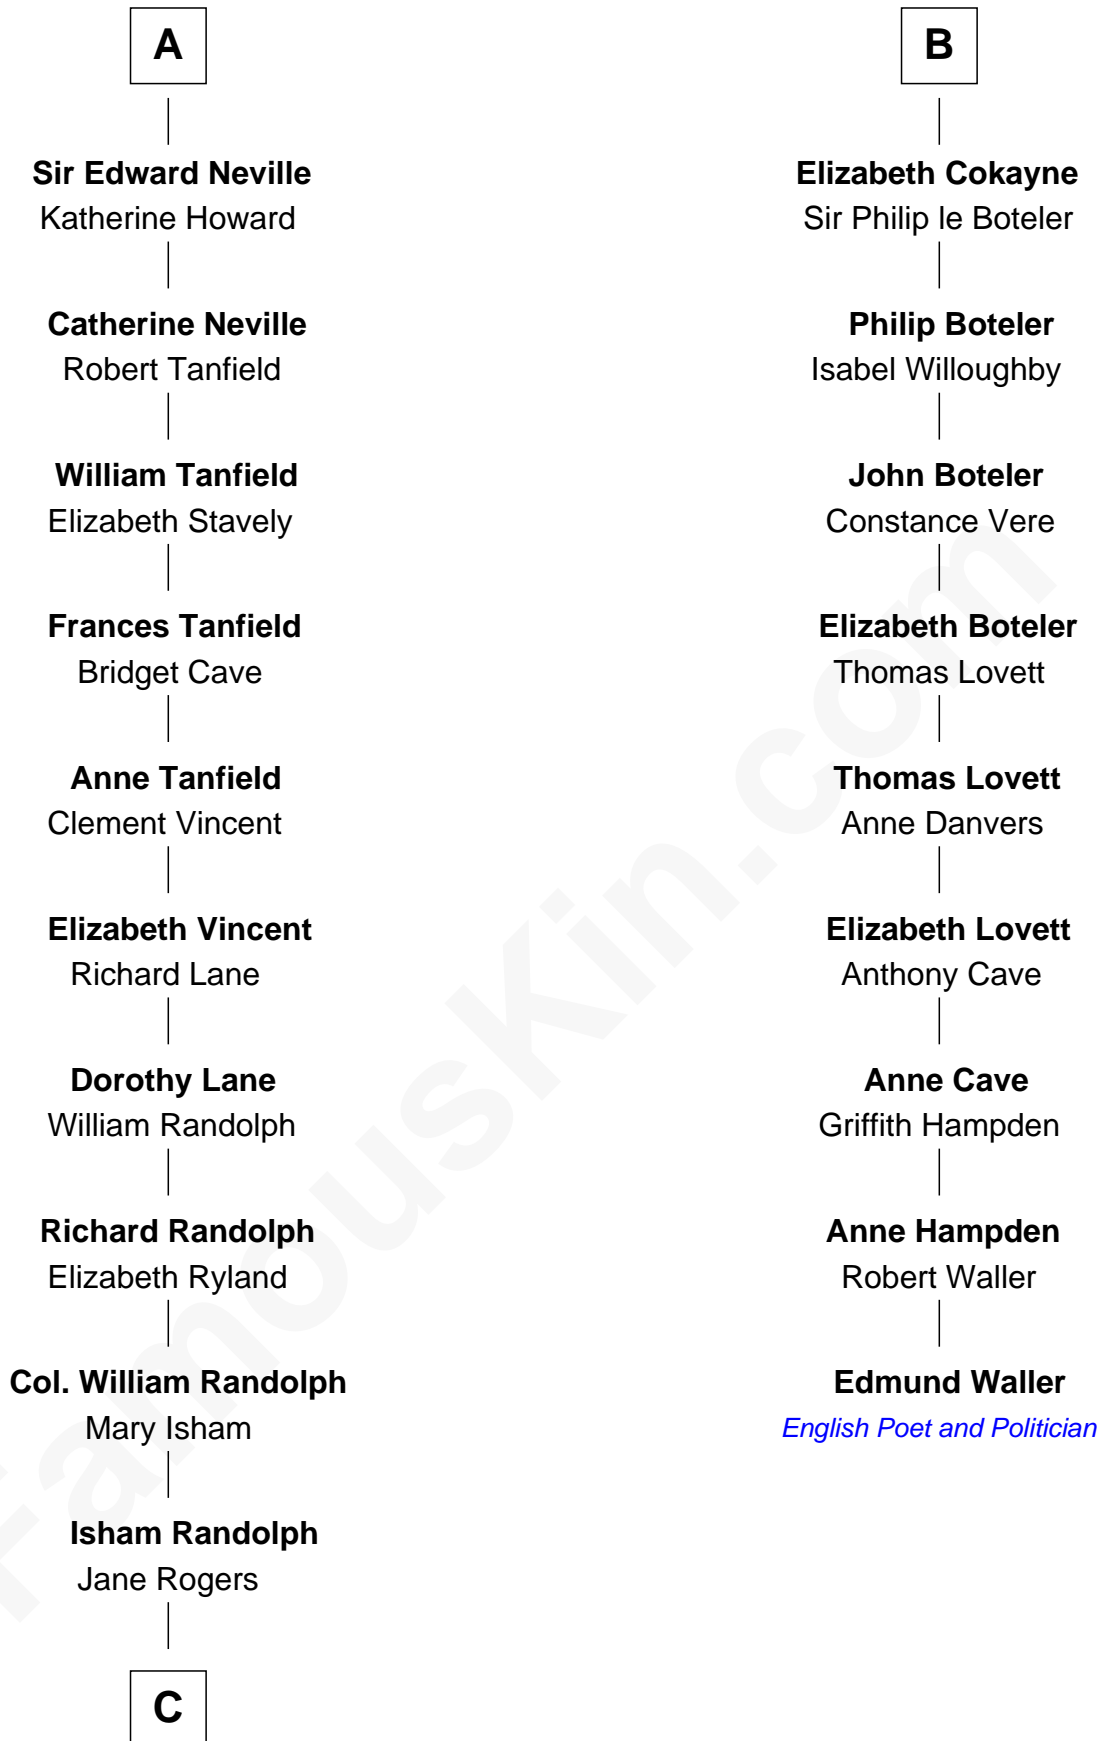 A
Sir Edward Neville
Katherine Howard
Catherine Neville
Robert Tanfield
William Tanfield
Elizabeth Stavely
Frances Tanfield
Bridget Cave
Anne Tanfield
Clement Vincent
Elizabeth Vincent
Richard Lane
Dorothy Lane
William Randolph
Richard Randolph
Elizabeth Ryland
Col. William Randolph
Mary Isham
Isham Randolph
Jane Rogers
C
B
Elizabeth Cokayne
Sir Philip le Boteler
Philip Boteler
Isabel Willoughby
John Boteler
Constance Vere
Elizabeth Boteler
Thomas Lovett
Thomas Lovett
Anne Danvers
Elizabeth Lovett
Anthony Cave
Anne Cave
Griffith Hampden
Anne Hampden
Robert Waller
Edmund Waller
English Poet and Politician
FamousKin.com